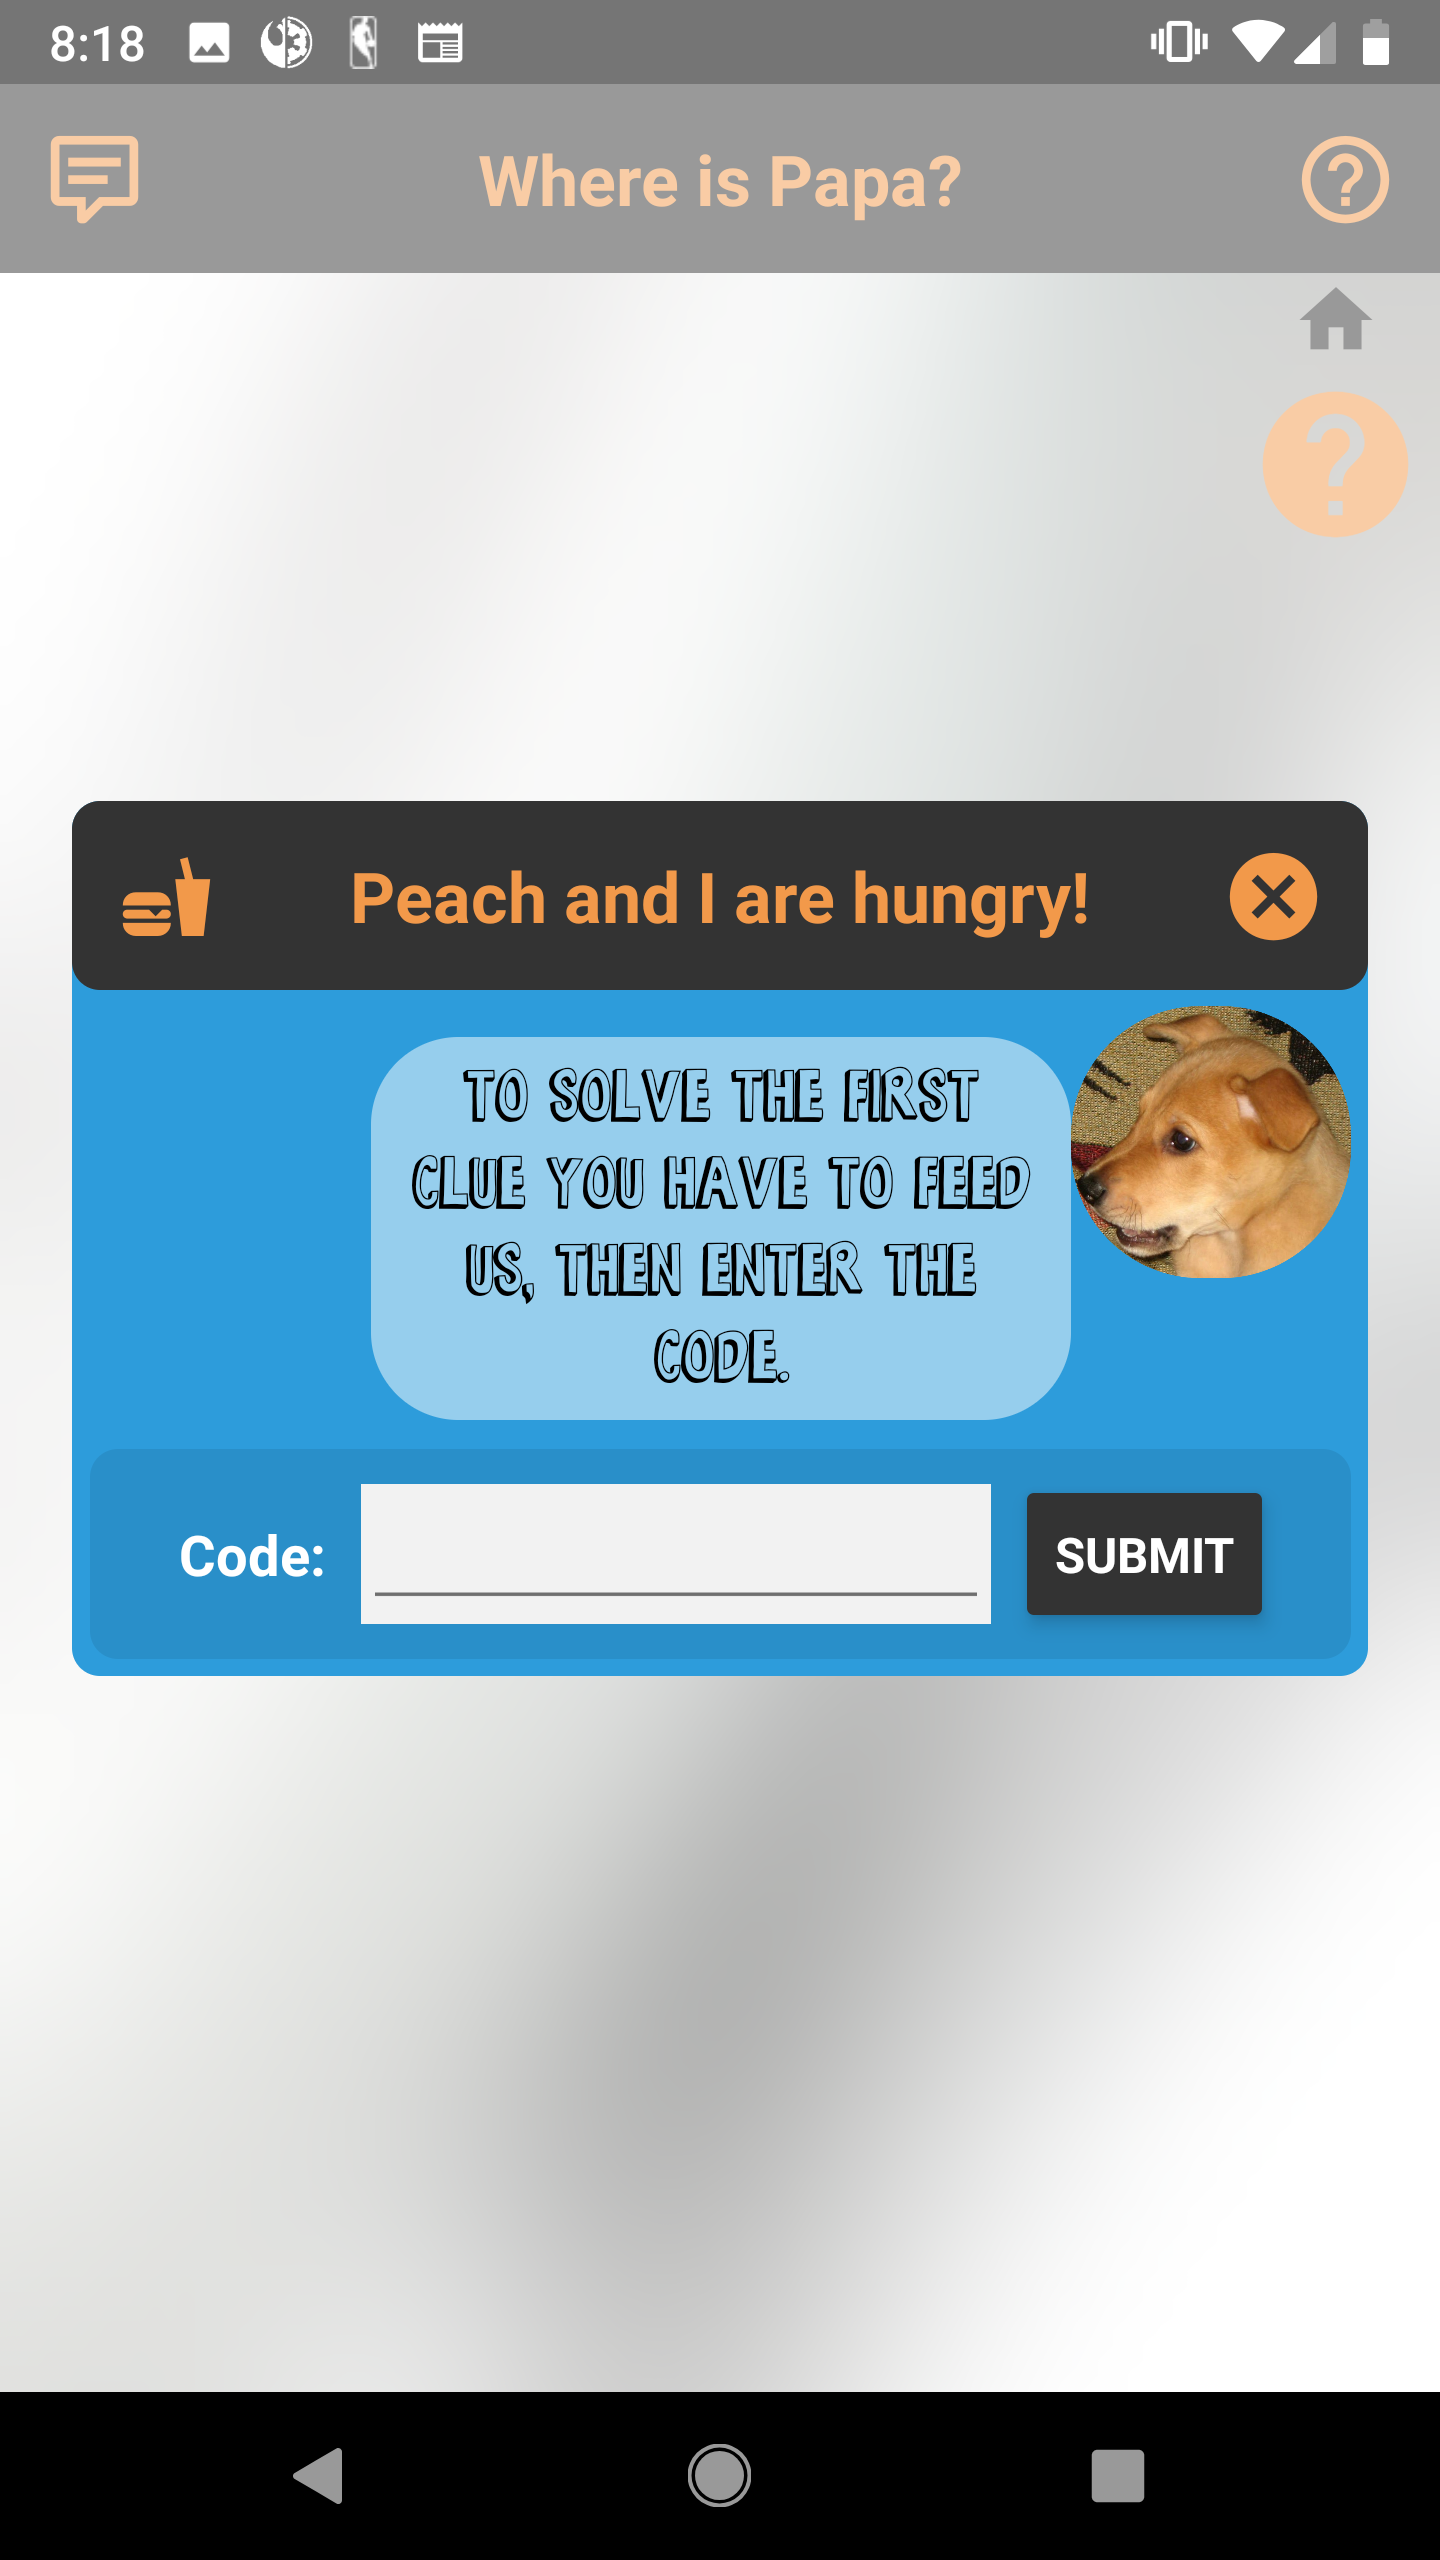 8:18
Where is Papa?
Peach and I are hungry!
TO SOLVE THE FIRST
CLUE YOU HAVE TO FEED
US, THEN ENTER THE
CODE.
Code:
SUBMIT